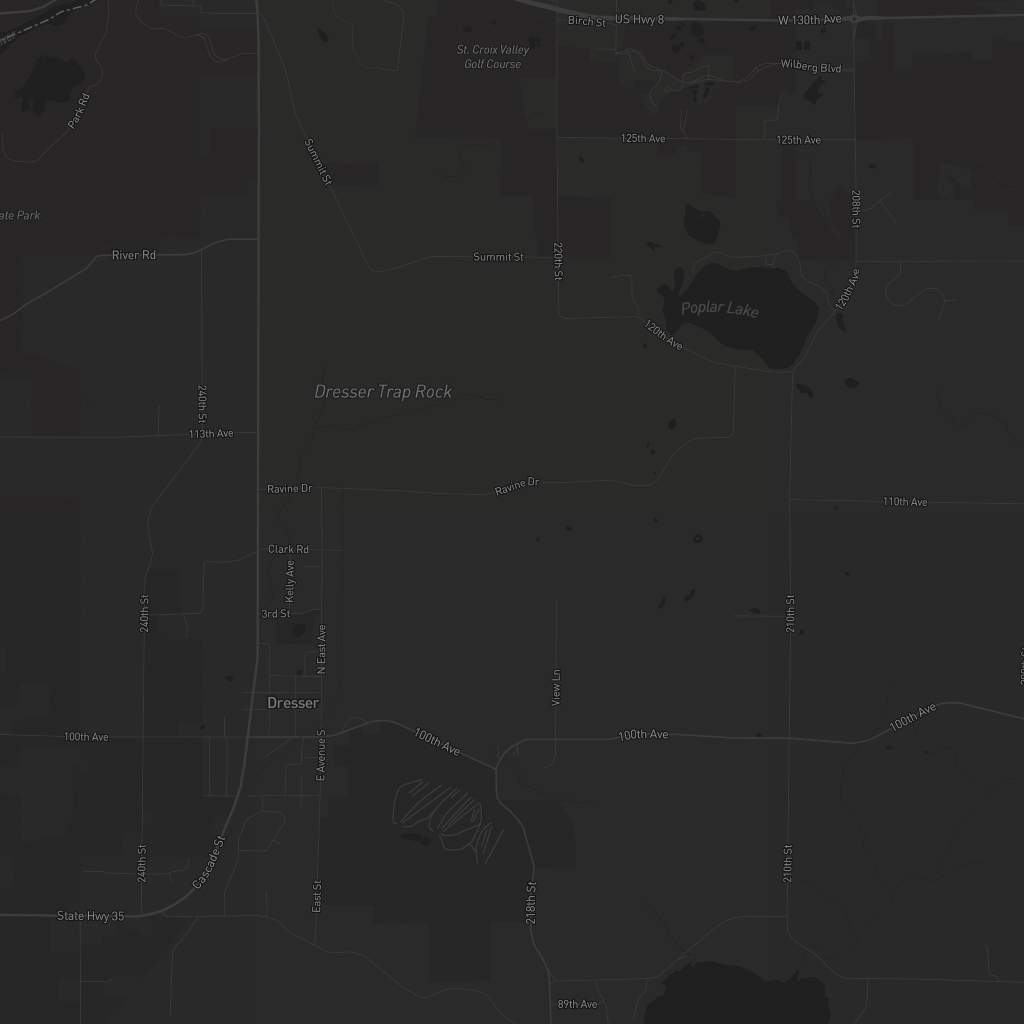 Birch St
US Hwy 8
W 130th Ave
St. Croix Valley
Golf Course
Wilberg Blvd
Park Rd
125th Ave
125th Ave
Summit St
208th St
ate Park
River Rd
Summit St
220th St
120th Ave
Poplar Lake
120th Ave
Dresser Trap Rock
240th St
113th Ave
Ravine Dr
Ravine Dr
110th Ave
Clark Rd
Kelly Ave
240th St
3rd St
210th St
N East Ave
View Ln
Dresser
100th Ave
100th Ave
100th Ave
100th Ave
E Avenue S
240th St
Cascade St
210th St
East St
218th St
State Hwy 35
89th Ave